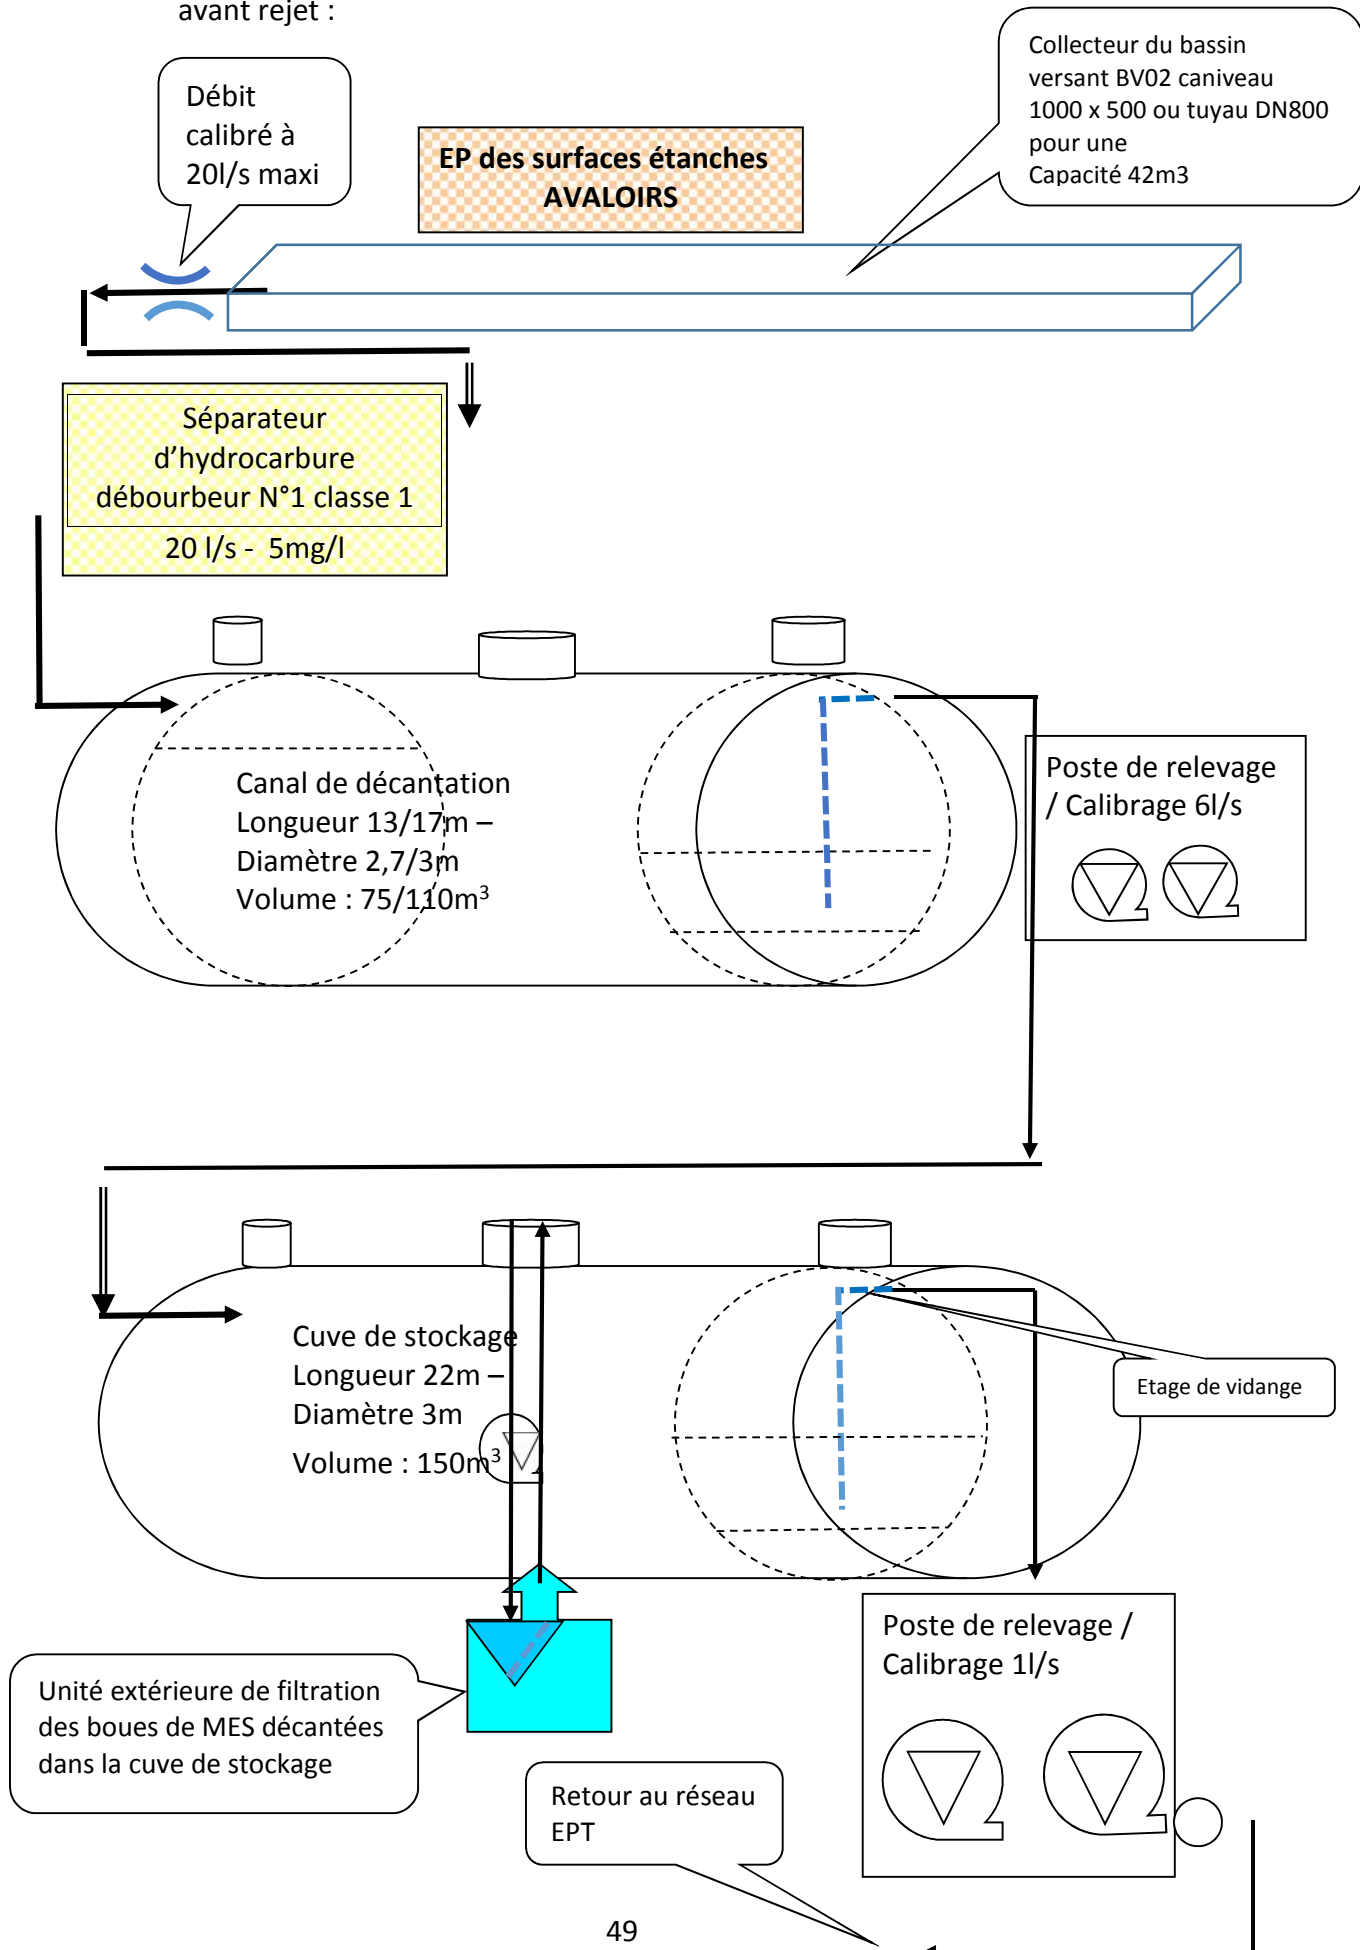 avant rejet :
Débit
calibré à
20l/s maxi
EP des surfaces étanches
AVALOIRS
Collecteur du bassin
versant BV02 caniveau
1000 x 500 ou tuyau DN800
pour une
Capacité 42m3
Séparateur
d’hydrocarbure
débourbeur N°1 classe 1
20 l/s -  5mg/l
Canal de décantation
Longueur 13/17m –
Diamètre 2,7/3m
Volume : 75/110m³
Poste de relevage
/ Calibrage 6l/s
Cuve de stockage
Longueur 22m –
Diamètre 3m
Volume : 150m³
Etage de vidange
Poste de relevage /
Calibrage 1l/s
Unité extérieure de filtration
des boues de MES décantées
dans la cuve de stockage
Retour au réseau
EPT
49